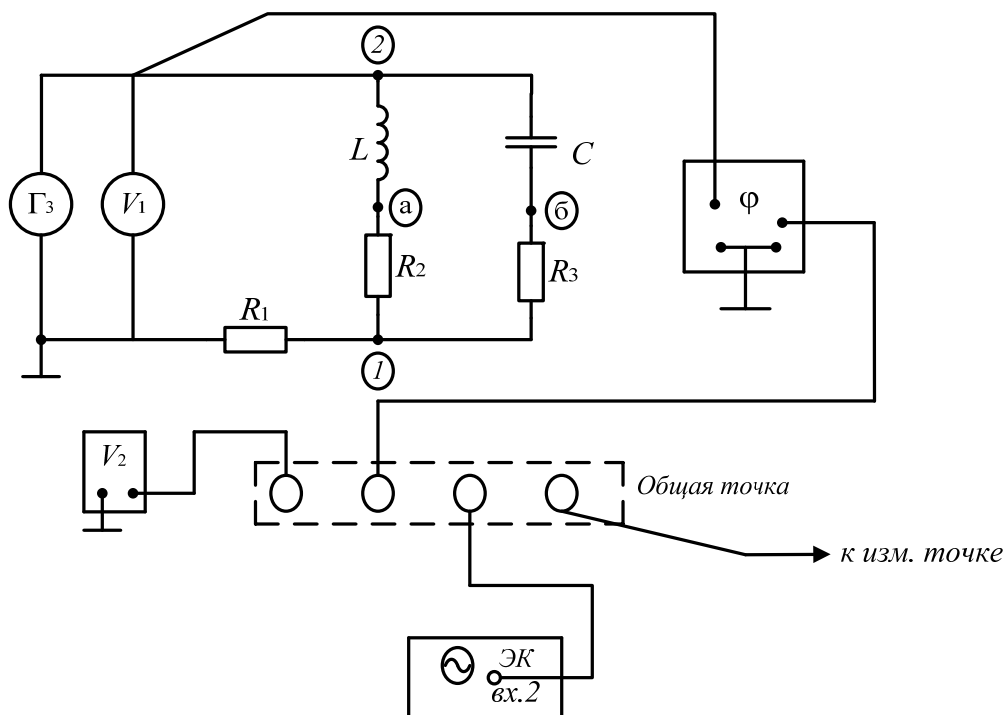 2
L
C
Г3
V1
а
б
φ
R2
R3
R1
1
V2
Общая точка
к изм. точке
ЭК
вх.2